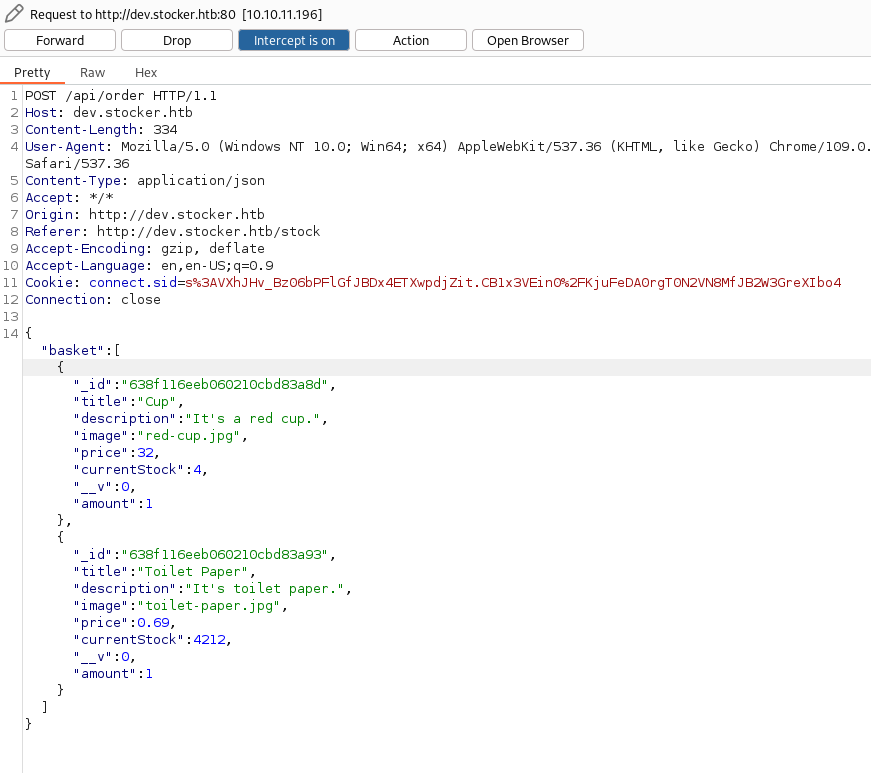 Request to http://dev.stocker.htb:80 [10.10.11.196]
Forward Drop Intercept is on Action Open Browser
Pretty Raw Hex
1 POST /api/order HTTP/1.1
2 Host: dev.stocker.htb
3 Content-Length: 334
4 User-Agent: Mozilla/5.0 (Windows NT 10.0; Win64; x64) AppleWebKit/537.36 (KHTML, like Gecko) Chrome/109.0.
Safari/537.36
5 Content-Type: application/json
6 Accept: */*
7 Origin: http://dev.stocker.htb
8 Referer: http://dev.stocker.htb/stock
9 Accept-Encoding: gzip, deflate
10 Accept-Language: en,en-US;q=0.9
11 Cookie: connect.sid=s%3AVXhJHv_BzO6bPFlGfJBDx4ETXwpdjZit.CB1x3VEin0%2FKjuFeDAOrgT0N2VN8MfJB2W3GreXIbo4
12 Connection: close
13
14 {
"basket":[
{
"_id":"638f116eeb060210cbd83a8d",
"title":"Cup",
"description":"It's a red cup.",
"image":"red-cup.jpg",
"price":32,
"currentStock":4,
"__v":0,
"amount":1
},
{
"_id":"638f116eeb060210cbd83a93",
"title":"Toilet Paper",
"description":"It's toilet paper.",
"image":"toilet-paper.jpg",
"price":0.69,
"currentStock":4212,
"__v":0,
"amount":1
}
]
}